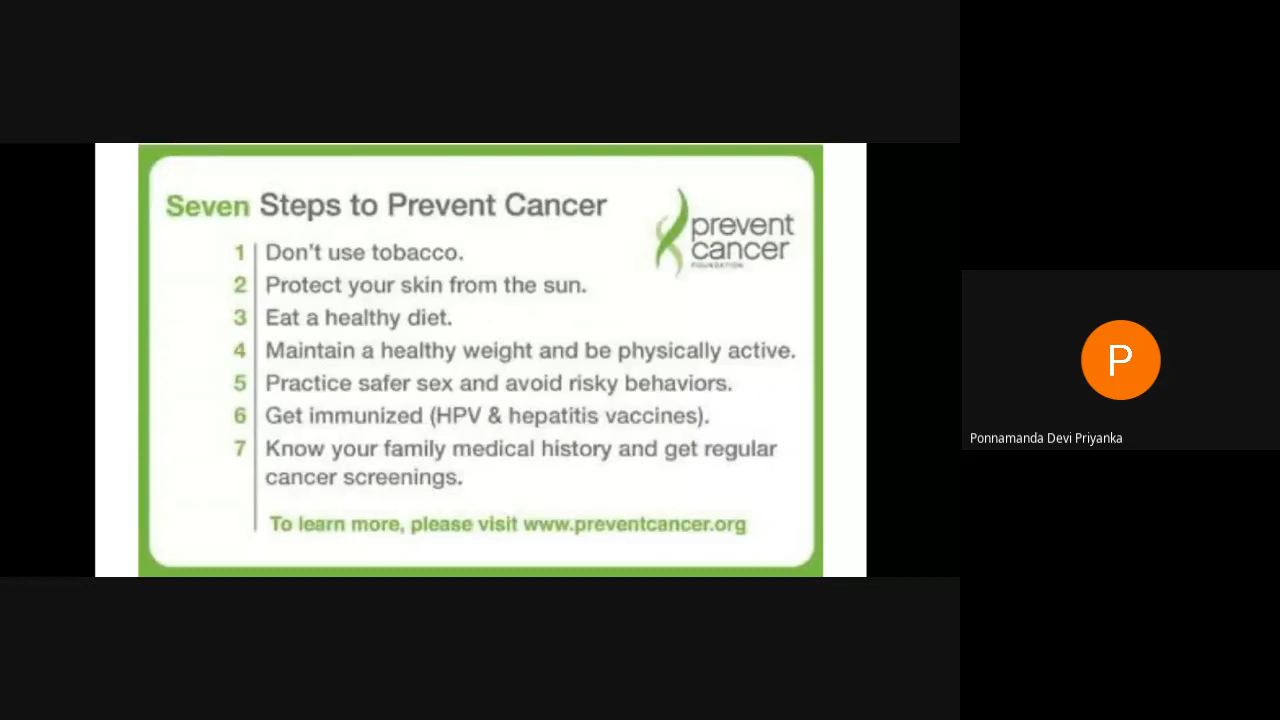 Seven Steps to Prevent Cancer
prevent
cancer
FOUNDATION
1 Don't use tobacco.
2 Protect your skin from the sun.
3 Eat a healthy diet.
4 Maintain a healthy weight and be physically active.
5 Practice safer sex and avoid risky behaviors.
6 Get immunized (HPV & hepatitis vaccines).
7 Know your family medical history and get regular
cancer screenings.
To learn more, please visit www.preventcancer.org
P
Ponnamanda Devi Priyanka